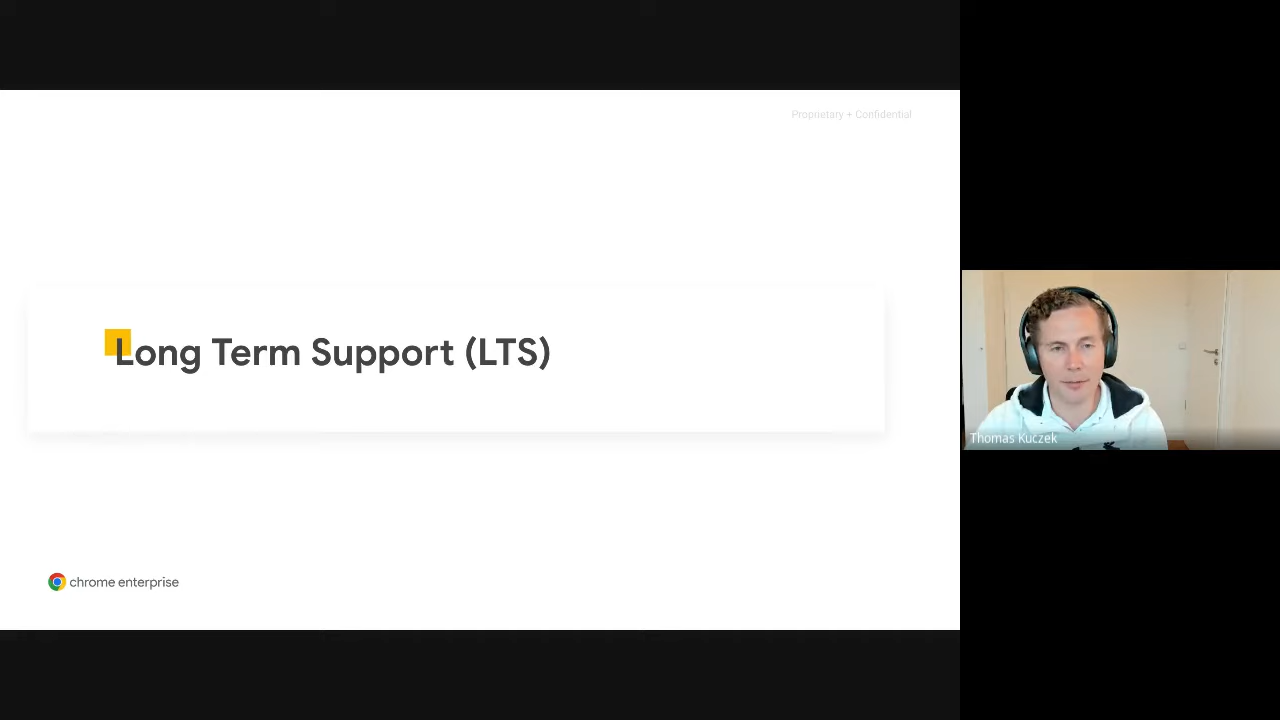 Proprietary + Confidential
Long Term Support (LTS)
Thomas Kuczek
chrome enterprise